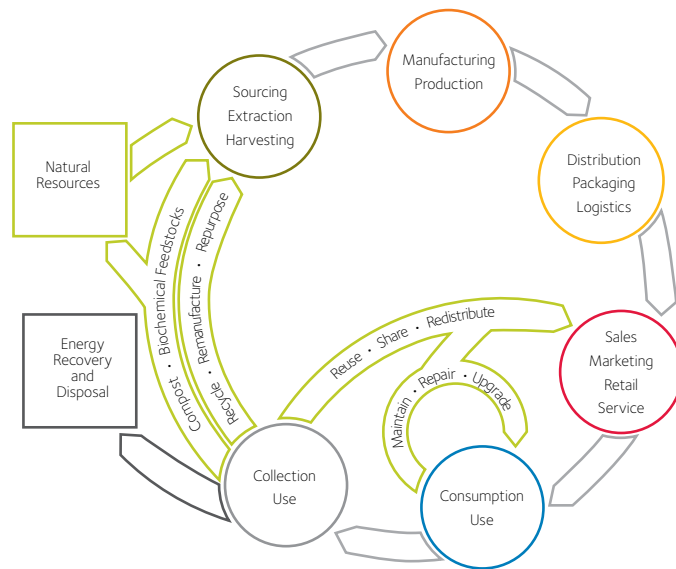 Manufacturing
Production
Sourcing
Extraction
Harvesting
Natural
Resources
Distribution
Packaging
Logistics
Compost • Biochemical Feedstocks
Recycle • Remanufacture • Repurpose
Reuse • Share • Redistribute
Maintain • Repair • Upgrade
Energy
Recovery
and
Disposal
Sales
Marketing
Retail
Service
Collection
Use
Consumption
Use